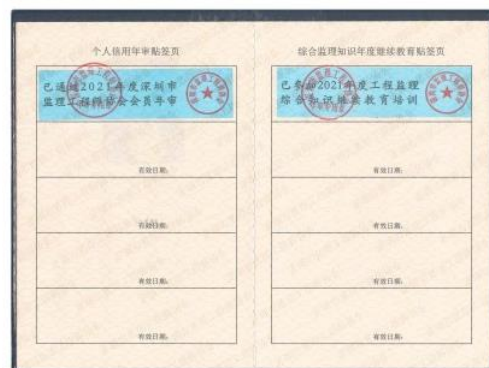 个人信用年审贴签页
已通过2021年度深圳市
监理工程师协会会员年审
有效日期:
有效日期:
有效日期:
有效日期:
综合监理知识年度继续教育贴签页
已参加2021年度工程监理
综合知识继续教育培训
有效日期:
有效日期:
有效日期:
有效日期: